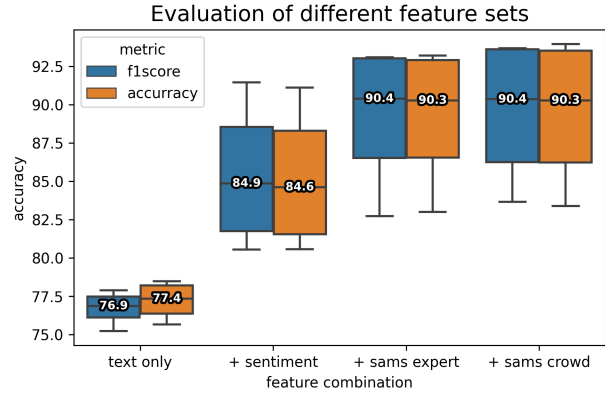 Evaluation of different feature sets
metric
f1score
accurracy
92.5
90.0
87.5
85.0
82.5
80.0
77.5
75.0
accuracy
76.9
77.4
84.9
84.6
90.4
90.3
90.4
90.3
text only
+ sentiment
+ sams expert
+ sams crowd
feature combination